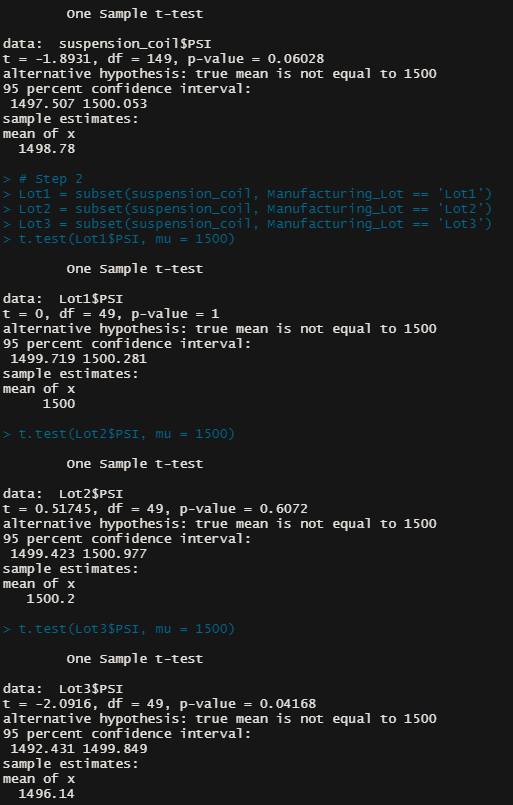 One Sample t-test
data:  suspension_coil$PSI
t = -1.8931, df = 149, p-value = 0.06028
alternative hypothesis: true mean is not equal to 1500
95 percent confidence interval:
 1497.507 1500.053
sample estimates:
mean of x
  1498.78
> # Step 2
> Lot1 = subset(suspension_coil, Manufacturing_Lot == 'Lot1')
> Lot2 = subset(suspension_coil, Manufacturing_Lot == 'Lot2')
> Lot3 = subset(suspension_coil, Manufacturing_Lot == 'Lot3')
> t.test(Lot1$PSI, mu = 1500)
One Sample t-test
data:  Lot1$PSI
t = 0, df = 49, p-value = 1
alternative hypothesis: true mean is not equal to 1500
95 percent confidence interval:
 1499.719 1500.281
sample estimates:
mean of x
     1500
> t.test(Lot2$PSI, mu = 1500)
One Sample t-test
data:  Lot2$PSI
t = 0.51745, df = 49, p-value = 0.6072
alternative hypothesis: true mean is not equal to 1500
95 percent confidence interval:
 1499.423 1500.977
sample estimates:
mean of x
   1500.2
> t.test(Lot3$PSI, mu = 1500)
One Sample t-test
data:  Lot3$PSI
t = -2.0916, df = 49, p-value = 0.04168
alternative hypothesis: true mean is not equal to 1500
95 percent confidence interval:
 1492.431 1499.849
sample estimates:
mean of x
  1496.14